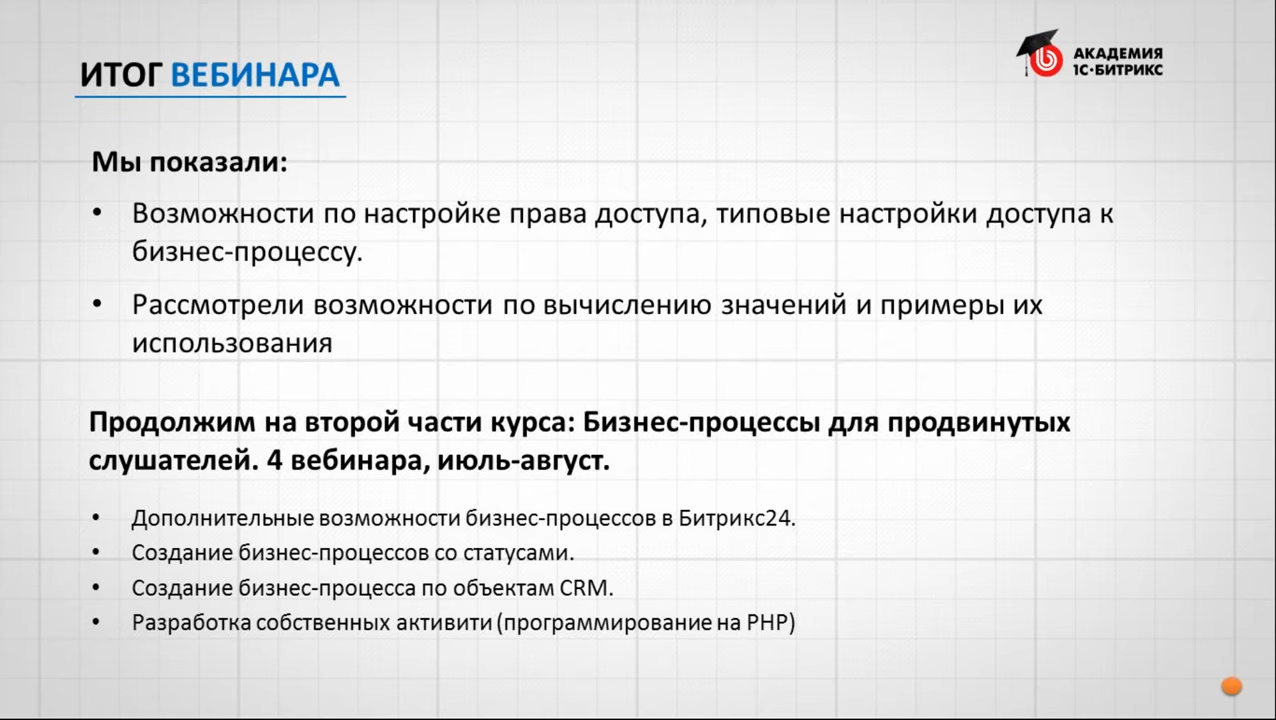 ИТОГ ВЕБИНАРА
АКАДЕМИЯ
1С·БИТРИКС
Мы показали:
• Возможности по настройке права доступа, типовые настройки доступа к
бизнес-процессу.
• Рассмотрели возможности по вычислению значений и примеры их
использования
Продолжим на второй части курса: Бизнес-процессы для продвинутых
слушателей. 4 вебинара, июль-август.
• Дополнительные возможности бизнес-процессов в Битрикс24.
• Создание бизнес-процессов со статусами.
• Создание бизнес-процесса по объектам CRM.
• Разработка собственных активити (программирование на PHP)